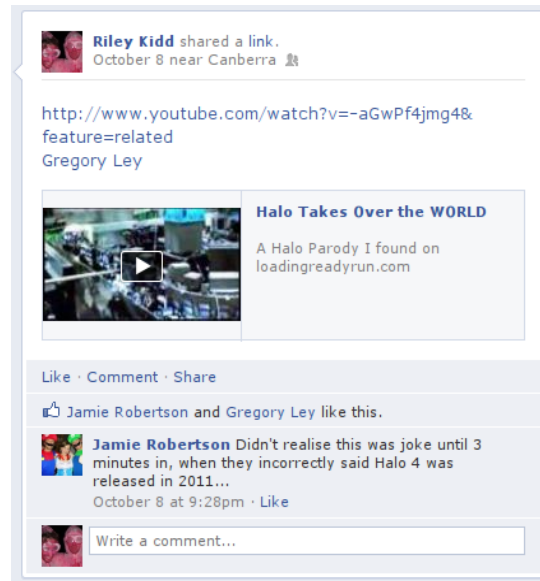 Riley Kidd shared a link.
October 8 near Canberra
http://www.youtube.com/watch?v=-aGwPf4jmg4&
feature=related
Gregory Ley
Halo Takes Over the WORLD
A Halo Parody I found on
loadingreadyrun.com
Like · Comment · Share
Jamie Robertson and Gregory Ley like this.
Jamie Robertson Didn't realise this was joke until 3
minutes in, when they incorrectly said Halo 4 was
released in 2011...
October 8 at 9:28pm · Like
Write a comment...